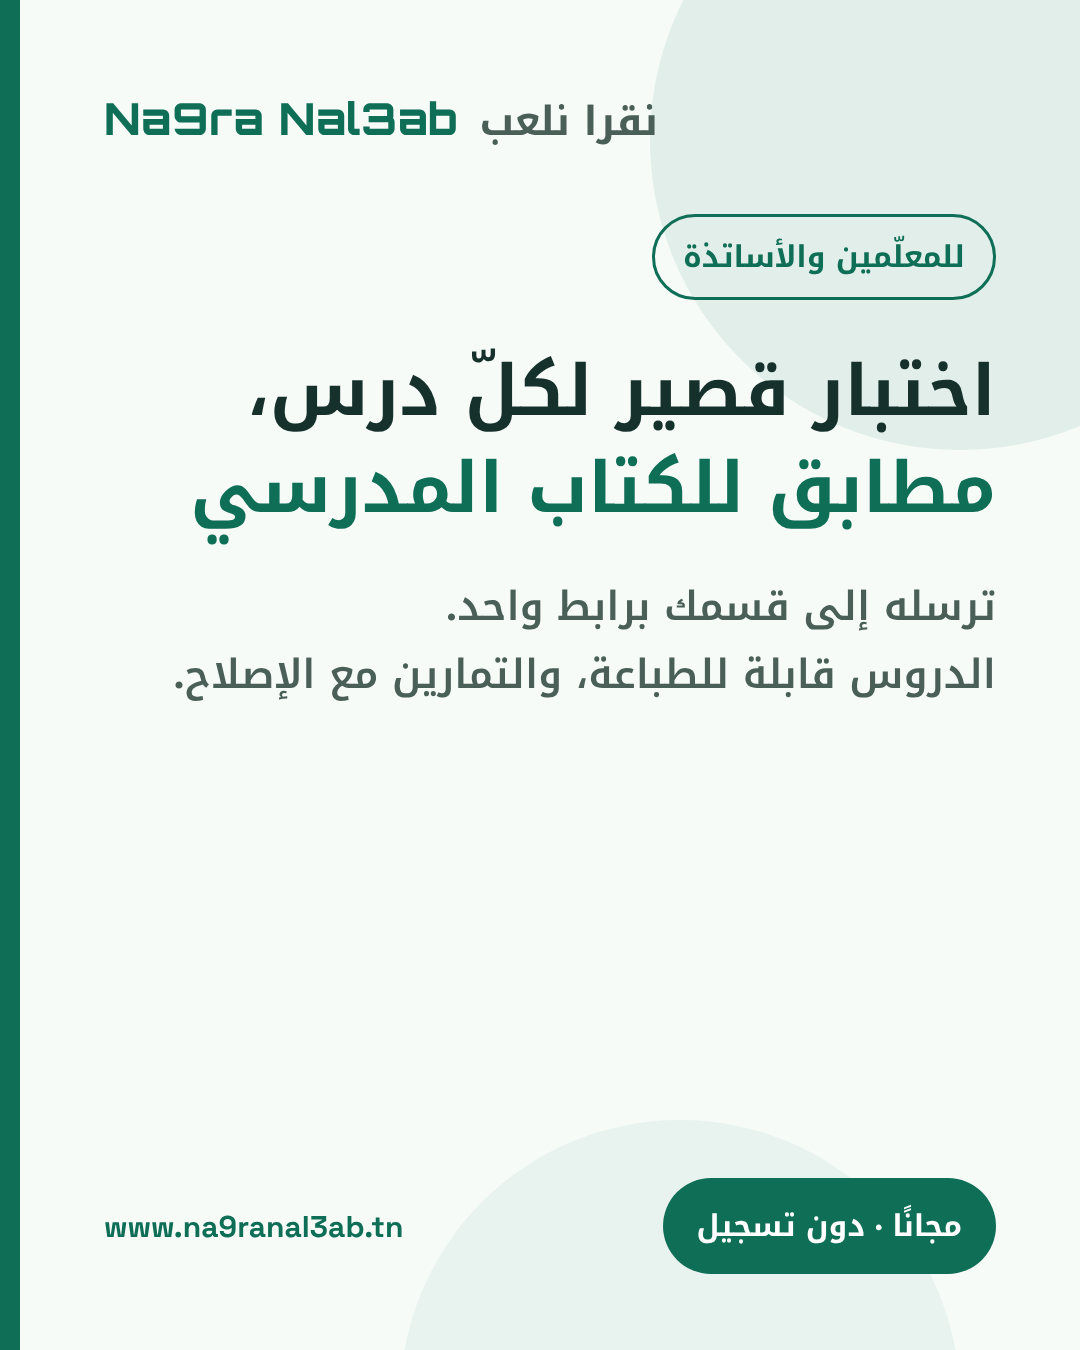 Na9ra Nal3ab نقرا نلعب
للمعلّمين والأساتذة
اختبار قصير لكلّ درس،
مطابق للكتاب المدرسي
ترسله إلى قسمك برابط واحد.
الدروس قابلة للطباعة، والتمارين مع الإصلاح.
مجانًا · دون تسجيل
www.na9ranal3ab.tn